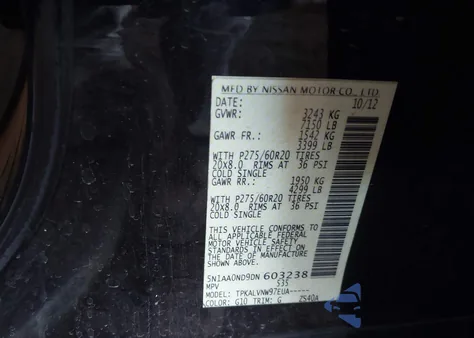 MFD BY NISSAN MOTOR CO., LTD.
DATE: 10/12
GVWR: 3243 KG
7150 LB
GAWR FR.: 1542 KG
3399 LB
WITH P275/60R20 TIRES
20x8.0 RIMS AT 36 PSI
COLD SINGLE
GAWR RR.: 1950 KG
4299 LB
WITH P275/60R20 TIRES
20x8.0 RIMS AT 36 PSI
COLD SINGLE
THIS VEHICLE CONFORMS TO
ALL APPLICABLE FEDERAL
MOTOR VEHICLE SAFETY
STANDARDS IN EFFECT ON
THE DATE OF MANUFACTURE
SHOWN ABOVE.
5N1AA0ND9DN 603238
MPV 535
MODEL: TPKALVNW97EUA-----
COLOR: G10 TRIM: G ZS40A